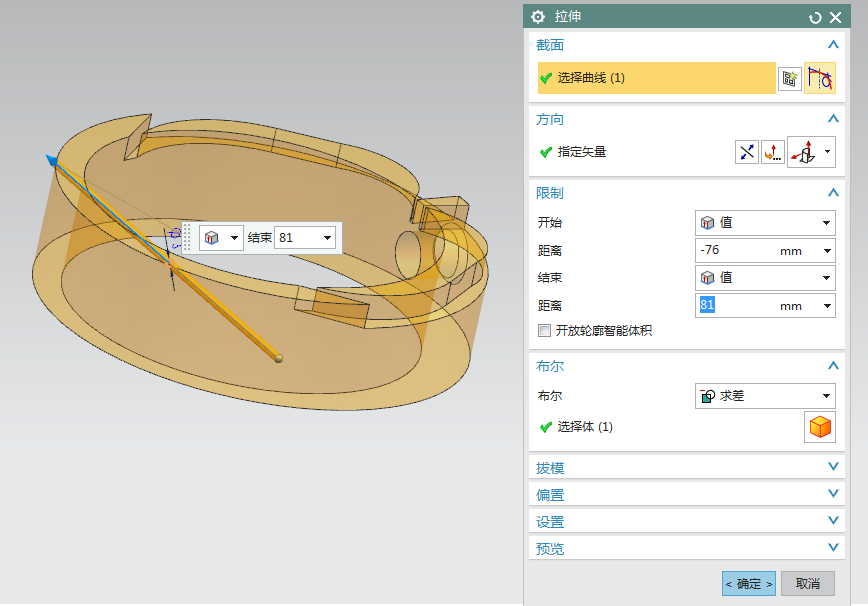 拉伸
截面
选择曲线 (1)
方向
指定矢量
限制
开始
值
距离
-76 mm
结束
值
距离
81 mm
开放轮廓智能体积
布尔
布尔
求差
选择体 (1)
拔模
偏置
设置
预览
< 确定 >
取消
结束 81